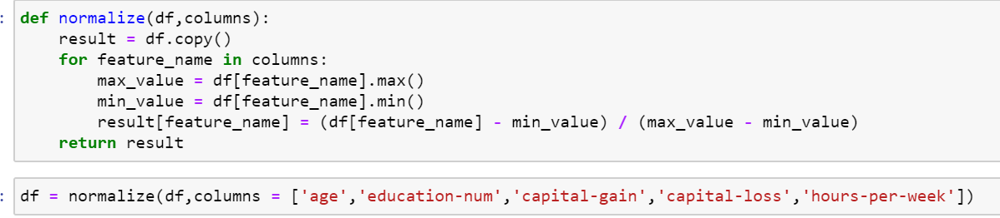 : def normalize(df,columns):
    result = df.copy()
    for feature_name in columns:
        max_value = df[feature_name].max()
        min_value = df[feature_name].min()
        result[feature_name] = (df[feature_name] - min_value) / (max_value - min_value)
    return result
: df = normalize(df,columns = ['age','education-num','capital-gain','capital-loss','hours-per-week'])